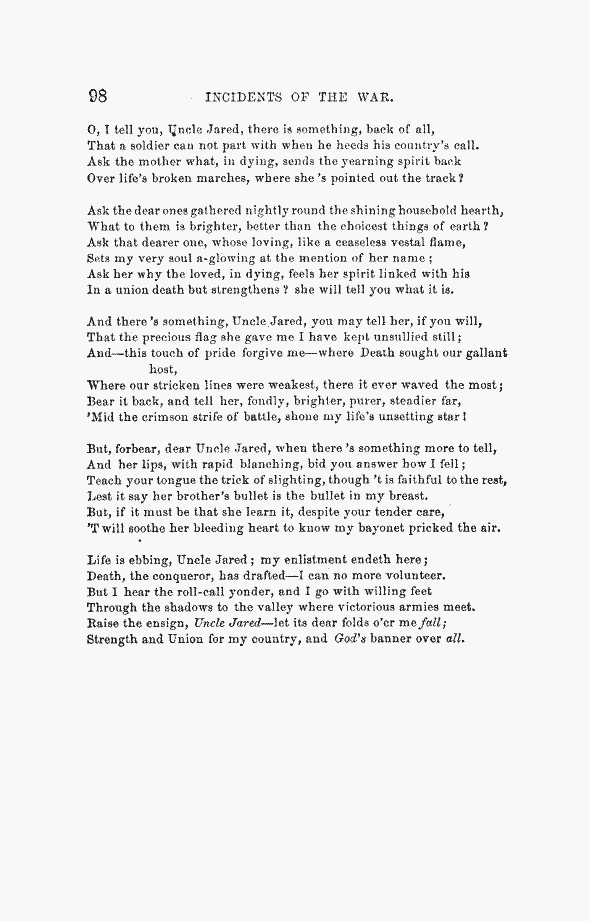 98 INCIDENTS OF THE WAR.
O, I tell you, Uncle Jared, there is something, back of all,
That a soldier can not part with when he heeds his country's call.
Ask the mother what, in dying, sends the yearning spirit back
Over life's broken marches, where she 's pointed out the track?
Ask the dear ones gathered nightly round the shining household hearth,
What to them is brighter, better than the choicest things of earth?
Ask that dearer one, whose loving, like a ceaseless vestal flame,
Sets my very soul a-glowing at the mention of her name;
Ask her why the loved, in dying, feels her spirit linked with his
In a union death but strengthens? she will tell you what it is.
And there 's something, Uncle Jared, you may tell her, if you will,
That the precious flag she gave me I have kept unsullied still;
And—this touch of pride forgive me—where Death sought our gallant
host,
Where our stricken lines were weakest, there it ever waved the most;
Bear it back, and tell her, fondly, brighter, purer, steadier far,
'Mid the crimson strife of battle, shone my life's unsetting star!
But, forbear, dear Uncle Jared, when there 's something more to tell,
And her lips, with rapid blanching, bid you answer how I fell;
Teach your tongue the trick of slighting, though 't is faithful to the rest,
Lest it say her brother's bullet is the bullet in my breast.
But, if it must be that she learn it, despite your tender care,
'T will soothe her bleeding heart to know my bayonet pricked the air.
Life is ebbing, Uncle Jared; my enlistment endeth here;
Death, the conqueror, has drafted—I can no more volunteer.
But I hear the roll-call yonder, and I go with willing feet
Through the shadows to the valley where victorious armies meet.
Raise the ensign, Uncle Jared—let its dear folds o'er me fall;
Strength and Union for my country, and God's banner over all.